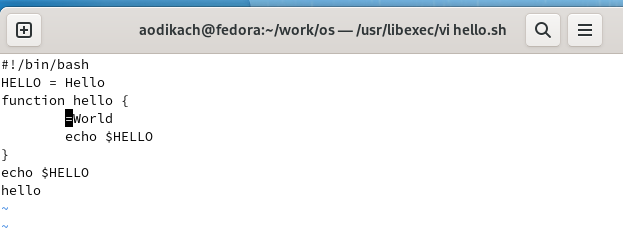 aodikach@fedora:~/work/os — /usr/libexec/vi hello.sh
#!/bin/bash
HELLO = Hello
function hello {
        =World
        echo $HELLO
}
echo $HELLO
hello
~
~